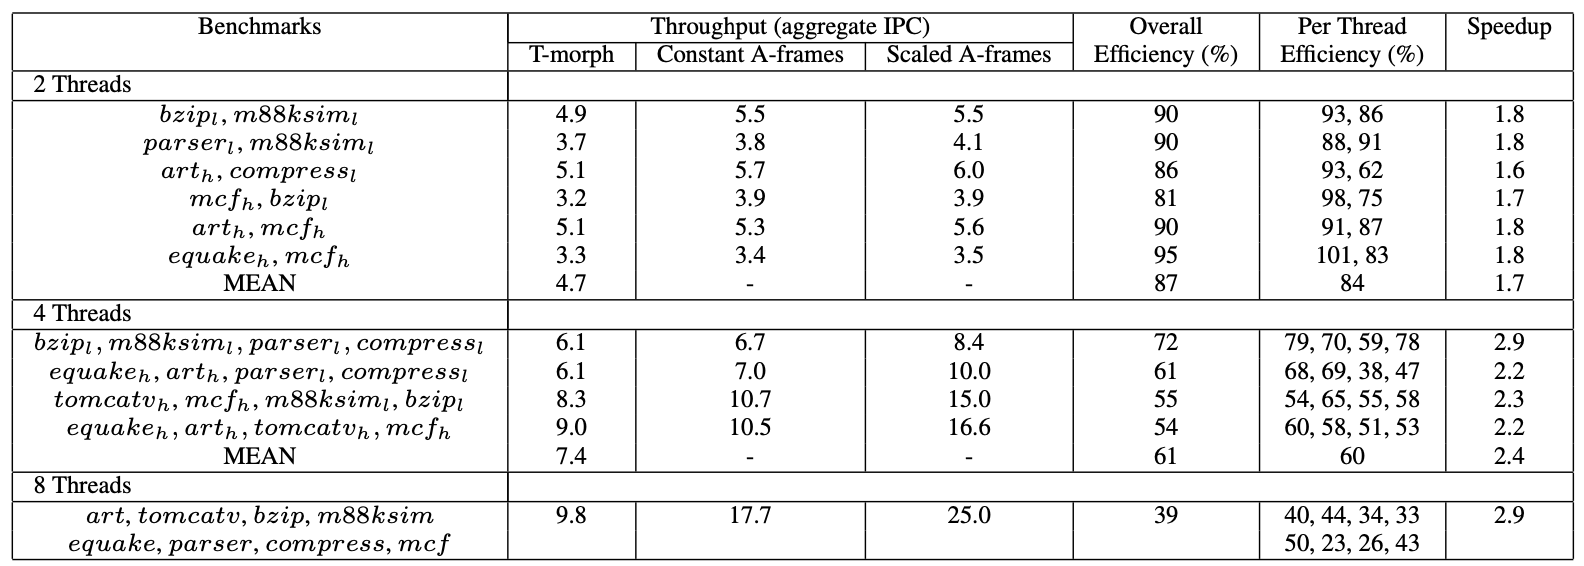 Benchmarks Throughput (aggregate IPC) Overall Per Thread Speedup
T-morph Constant A-frames Scaled A-frames Efficiency (%) Efficiency (%)
2 Threads
bzip_l, m88ksim_l 4.9 5.5 5.5 90 93, 86 1.8
parser_l, m88ksim_l 3.7 3.8 4.1 90 88, 91 1.8
art_h, compress_l 5.1 5.7 6.0 86 93, 62 1.6
mcf_h, bzip_l 3.2 3.9 3.9 81 98, 75 1.7
art_h, mcf_h 5.1 5.3 5.6 90 91, 87 1.8
equake_h, mcf_h 3.3 3.4 3.5 95 101, 83 1.8
MEAN 4.7 - - 87 84 1.7
4 Threads
bzip_l, m88ksim_l, parser_l, compress_l 6.1 6.7 8.4 72 79, 70, 59, 78 2.9
equake_h, art_h, parser_l, compress_l 6.1 7.0 10.0 61 68, 69, 38, 47 2.2
tomcatv_h, mcf_h, m88ksim_l, bzip_l 8.3 10.7 15.0 55 54, 65, 55, 58 2.3
equake_h, art_h, tomcatv_h, mcf_h 9.0 10.5 16.6 54 60, 58, 51, 53 2.2
MEAN 7.4 - - 61 60 2.4
8 Threads
art, tomcatv, bzip, m88ksim 9.8 17.7 25.0 39 40, 44, 34, 33 2.9
equake, parser, compress, mcf 50, 23, 26, 43